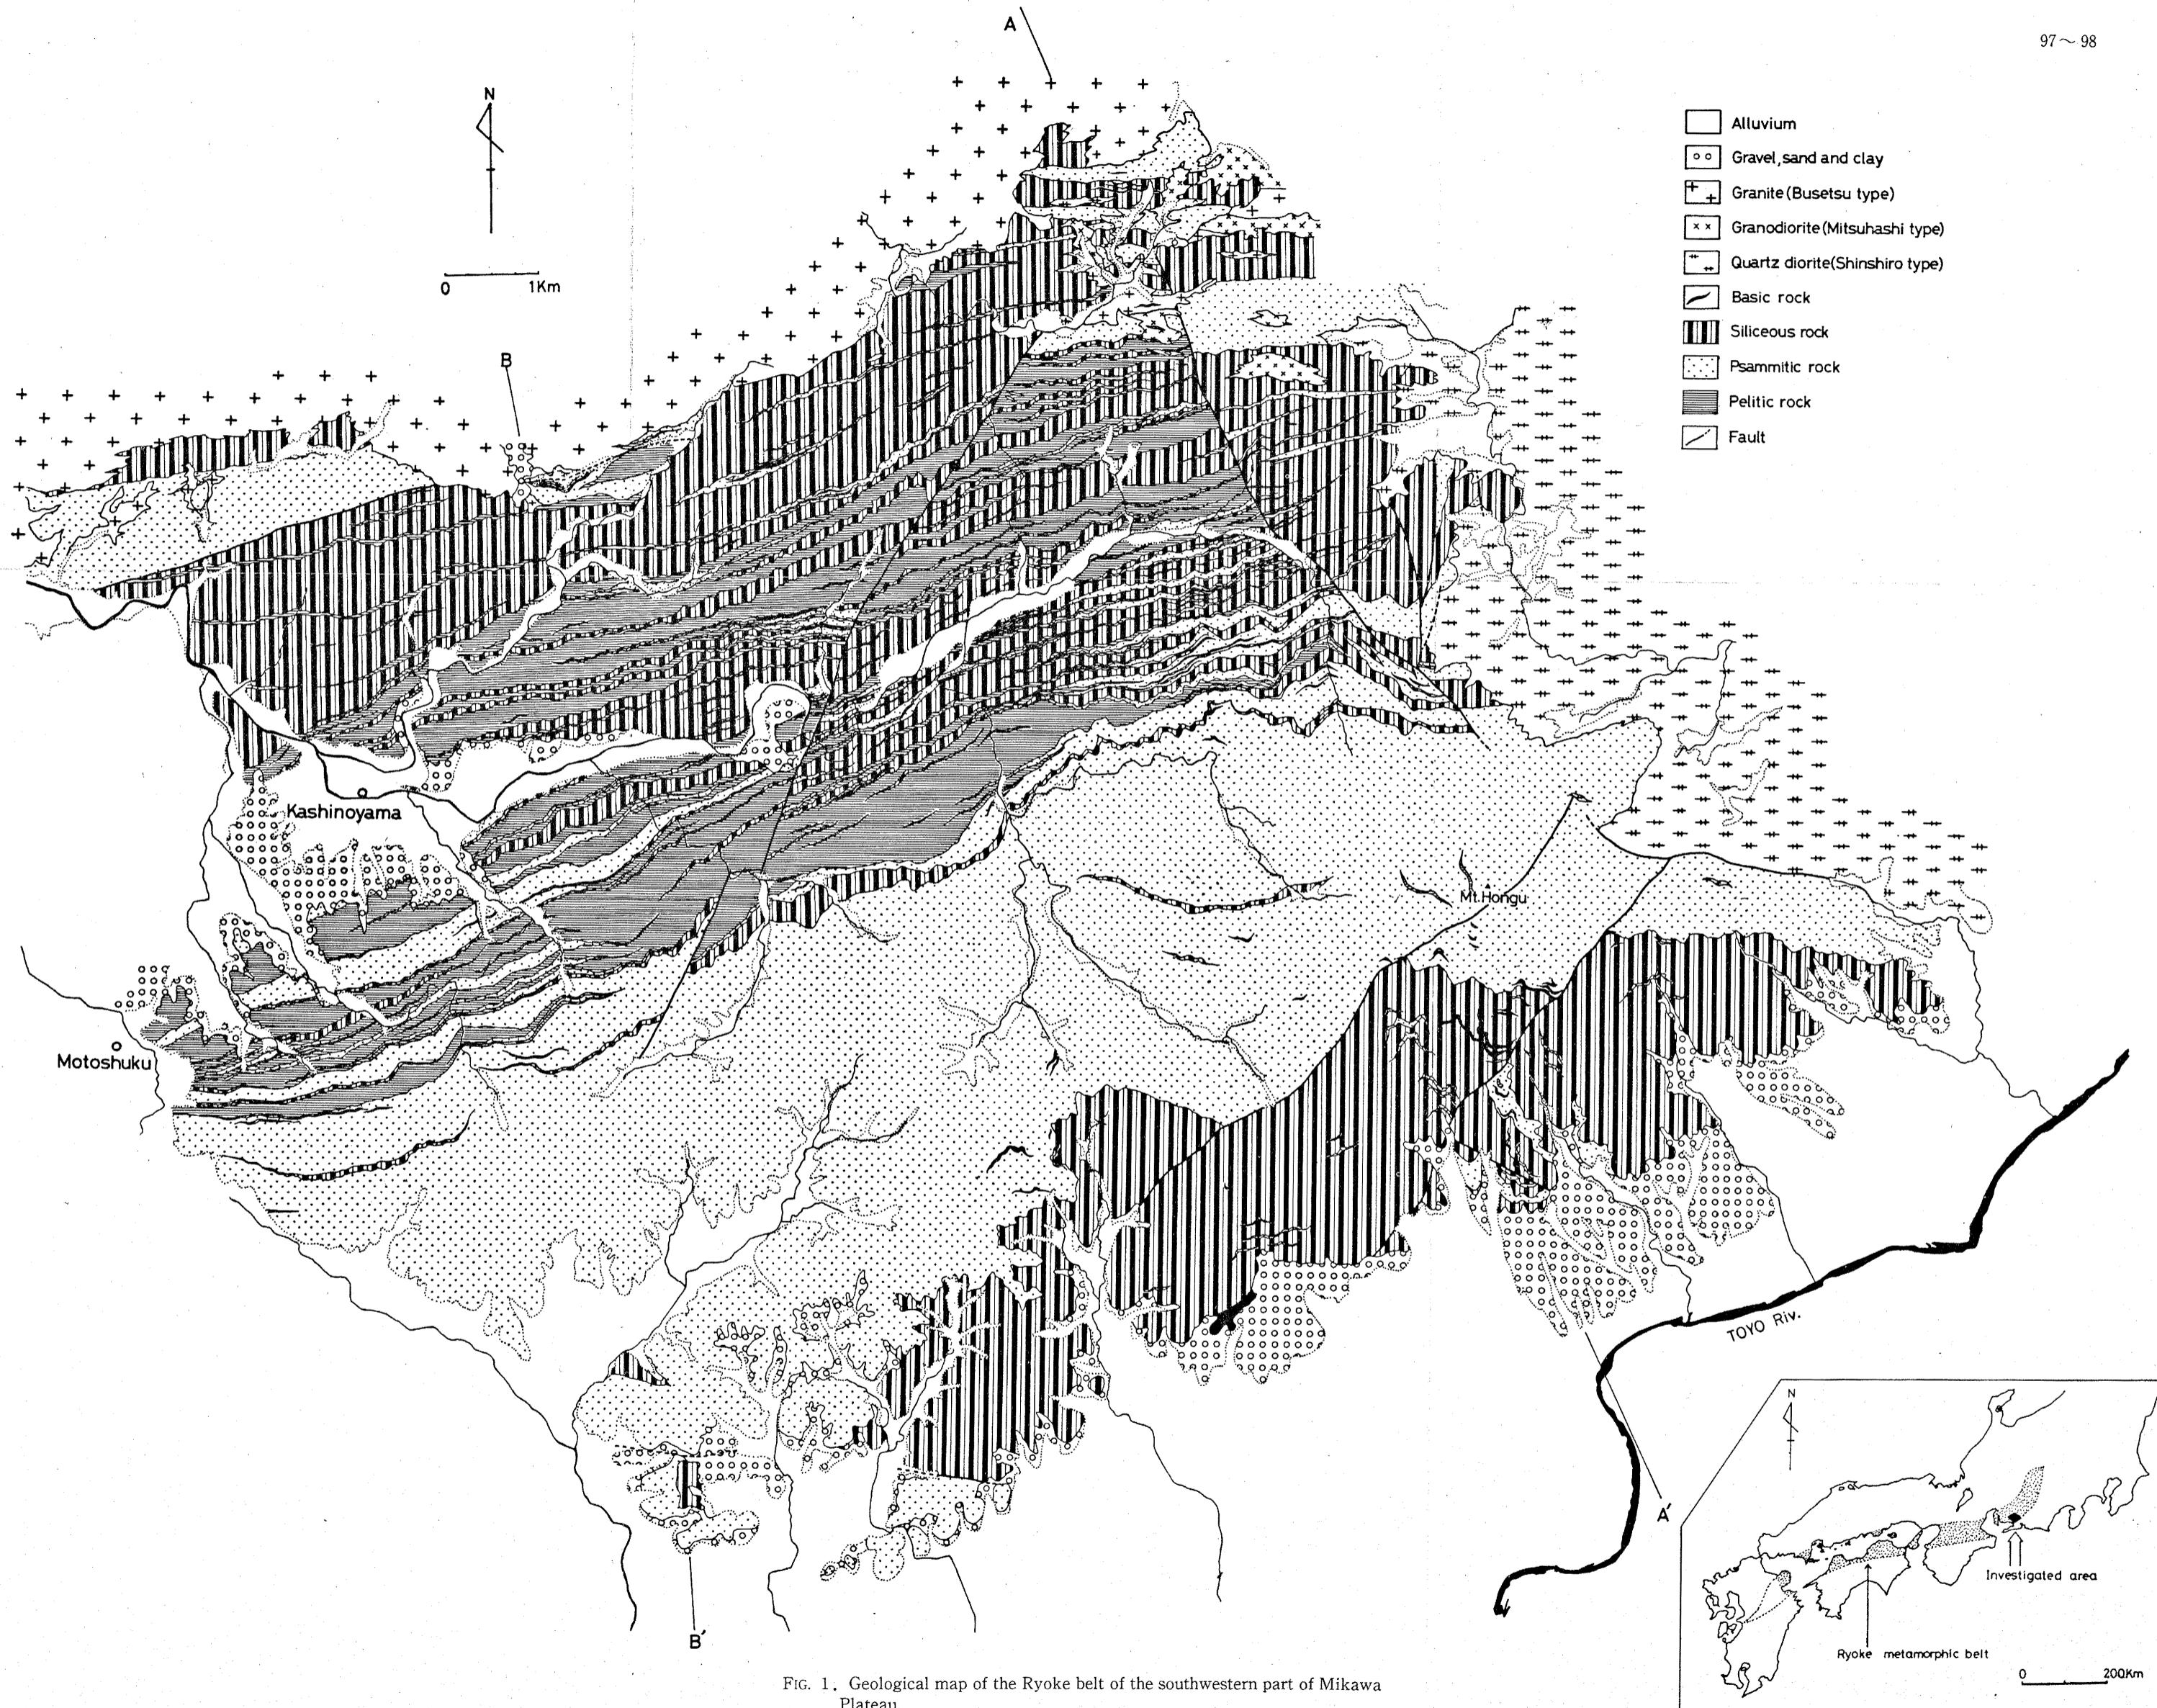 97~98
A
N
0 1Km
B
Alluvium
Gravel, sand and clay
Granite (Busetsu type)
Granodiorite (Mitsuhashi type)
Quartz diorite (Shinshiro type)
Basic rock
Siliceous rock
Psammitic rock
Pelitic rock
Fault
Kashinoyama
Mt. Hongu
Motoshuku
TOYO Riv.
A′
B′
N
Investigated area
Ryoke metamorphic belt
0 200Km
FIG. 1. Geological map of the Ryoke belt of the southwestern part of Mikawa
Plateau